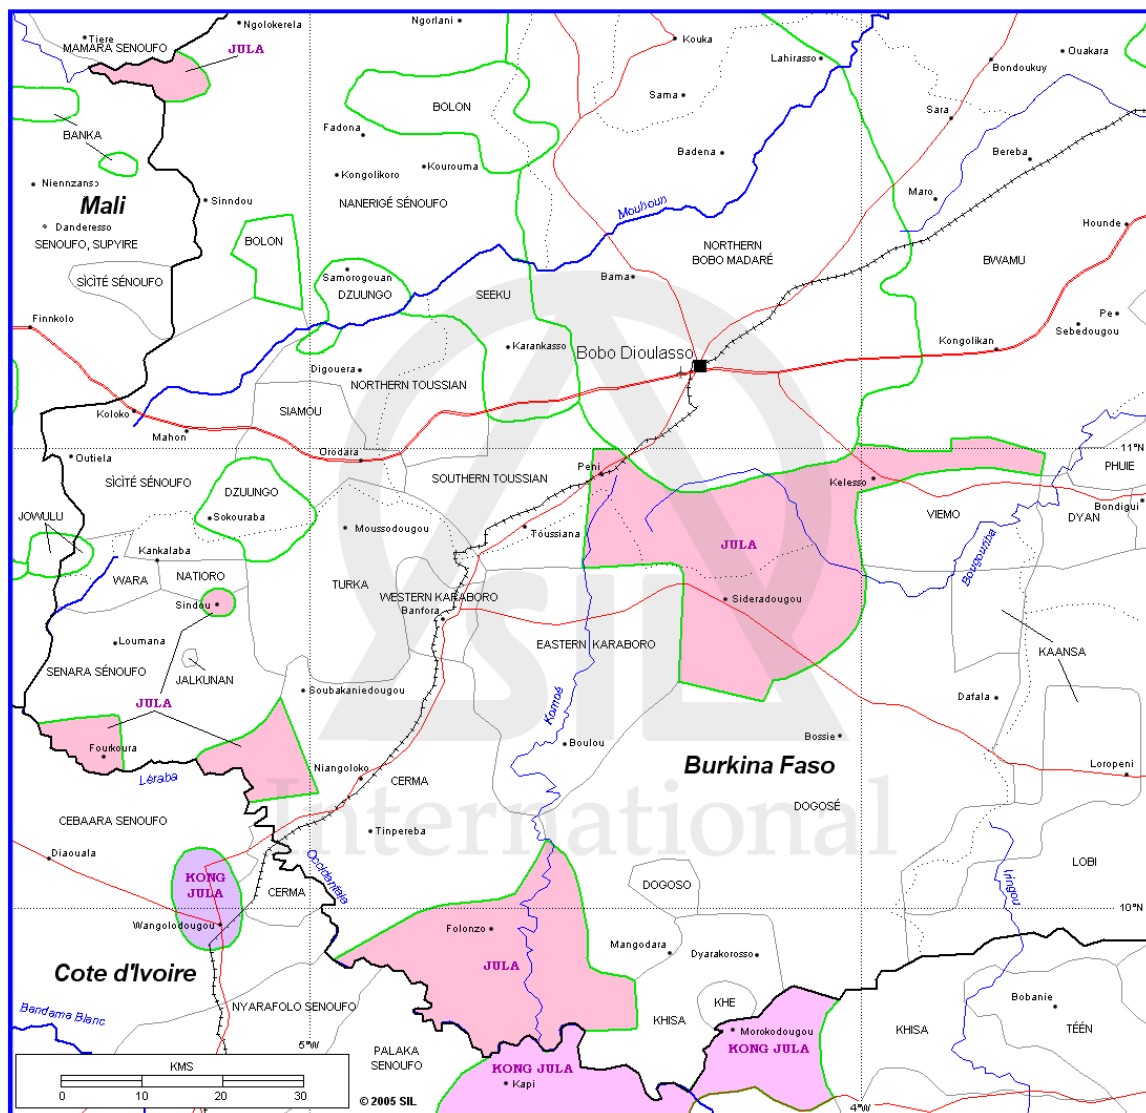 Ngolokerela
Ngorlani
Tiere
MAMARA SENOUFO
JULA
Kouka
Ouakara
Lahirasso
Bondoukuy
Sama
BOLON
BANKA
Fadona
Sara
Badena
Bereba
Kourouma
Kongolikoro
Niennzanso
Mali
Sinndou
NANERIGÉ SÉNOUFO
Mouhoun
Maro
Danderesso
SENOUFO, SUPYIRE
BOLON
NORTHERN
BOBO MADARÉ
Hounde
BWAMU
SÌCÌTÉ SÉNOUFO
Samorogouan
DZUUNGO
SEEKU
Bama
Finnkolo
Pe
Sebedougou
Karankasso
Bobo Dioulasso
Kongolikan
Digouera
NORTHERN TOUSSIAN
Koloko
SIAMOU
Mahon
Outiela
Orodara
11°N
SÌCÌTÉ SÉNOUFO
DZUUNGO
SOUTHERN TOUSSIAN
Peni
Kelesso
PHUIE
JOWULU
Sokouraba
Moussodougou
Toussiana
VIEMO
DYAN
Bondigui
JULA
Kankalaba
WARA
NATIORO
TURKA
WESTERN KARABORO
Bougouriba
Sindou
Banfora
Sideradougou
Loumana
EASTERN KARABORO
SENARA SÉNOUFO
JALKUNAN
KAANSA
Soubakaniedougou
JULA
Dafala
Komoé
Fourkoura
Boulou
Bossie
Léraba
Niangoloko
CERMA
Burkina Faso
Loropeni
DOGOSÉ
International
SIL
CEBAARA SENOUFO
Tinpereba
Diaouala
Occidantala
LOBI
KONG
JULA
CERMA
DOGOSO
Iringou
10°N
Wangolodougou
Folonzo
Mangodara
Dyarakorosso
JULA
Cote d'Ivoire
NYARAFOLO SENOUFO
KHE
Bobanie
Bandama Blanc
KHISA
Morokodougou
KHISA
TÉÉN
5°W
PALAKA
SENOUFO
KONG JULA
KONG JULA
Kapi
KMS
0 10 20 30
© 2005 SIL
4°W